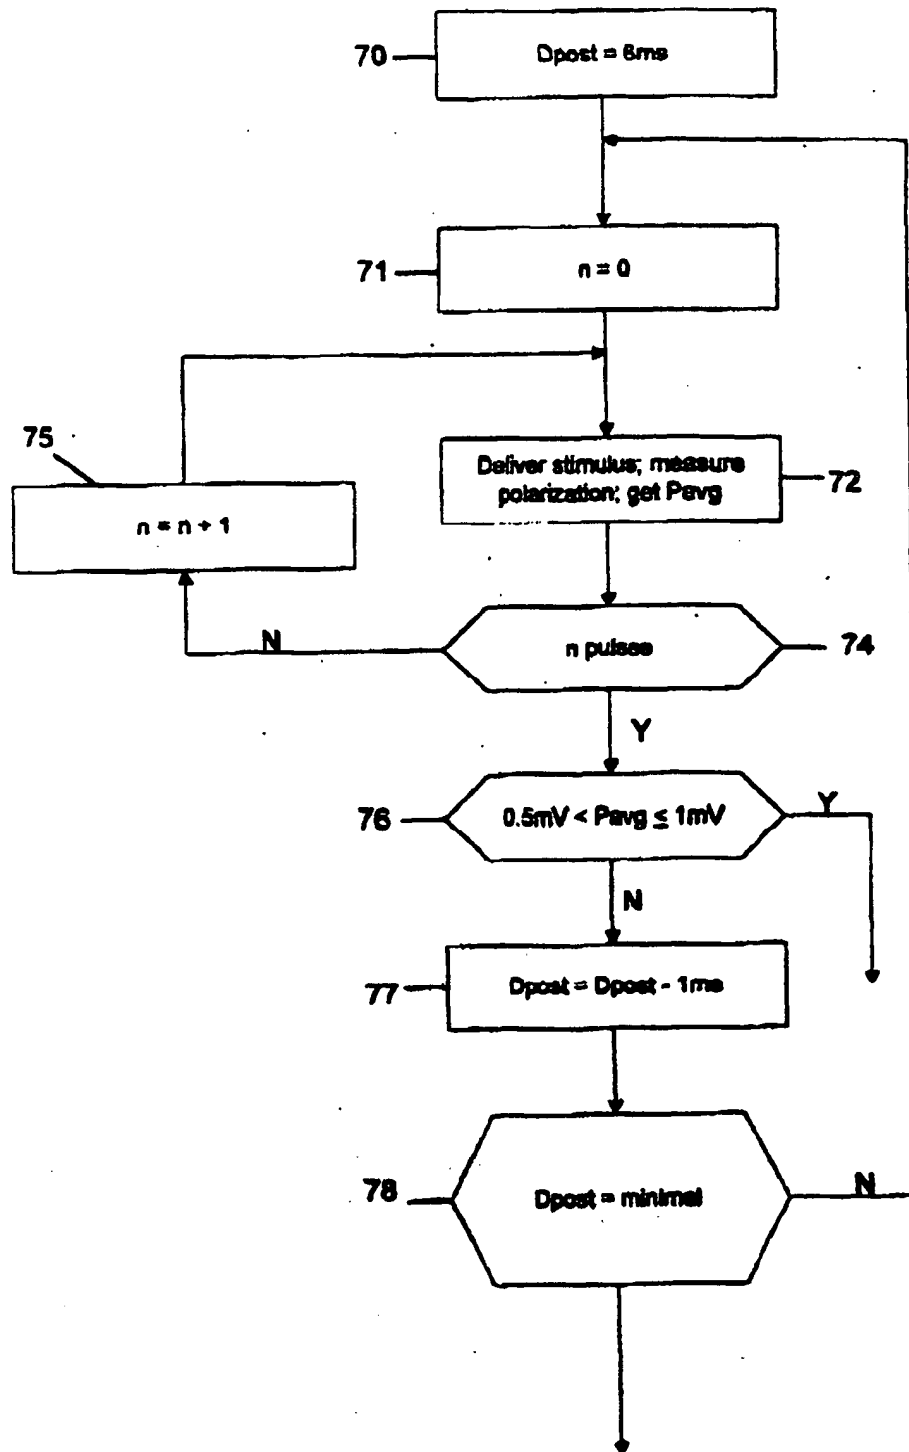 70
Dpost = 6ms
71
n = 0
75
n = n + 1
Deliver stimulus; measure
polarization; get Pavg
72
N
n pulses
74
Y
76
0.5mV < Pavg ≤ 1mV
Y
N
77
Dpost = Dpost - 1ms
78
Dpost = minimal
N